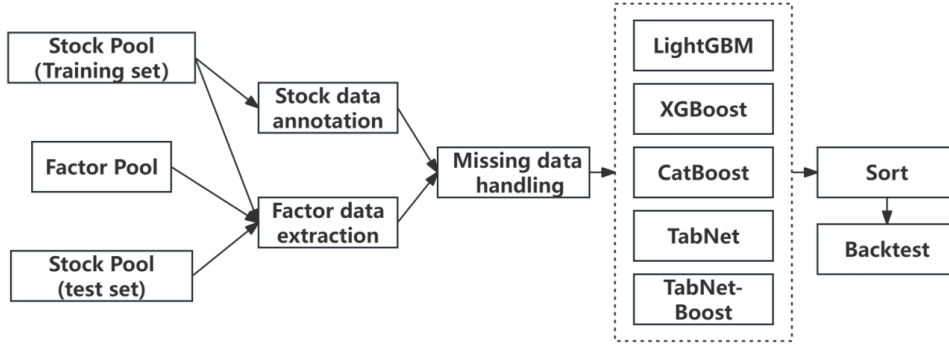 Stock Pool
(Training set)
Factor Pool
Stock Pool
(test set)
Stock data
annotation
Factor data
extraction
Missing data
handling
LightGBM
XGBoost
CatBoost
TabNet
TabNet-
Boost
Sort
Backtest